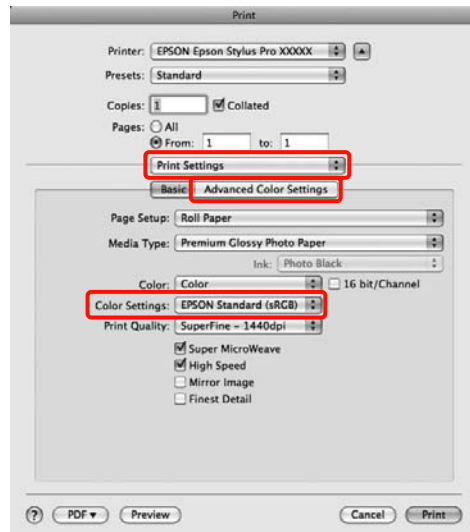 Print
Printer: EPSON Epson Stylus Pro XXXXX
Presets: Standard
Copies: 1 Collated
Pages: All
From: 1 to: 1
Print Settings
Basic Advanced Color Settings
Page Setup: Roll Paper
Media Type: Premium Glossy Photo Paper
Ink: Photo Black
Color: Color 16 bit/Channel
Color Settings: EPSON Standard (sRGB)
Print Quality: SuperFine – 1440dpi
Super MicroWeave
High Speed
Mirror Image
Finest Detail
? PDF Preview Cancel Print